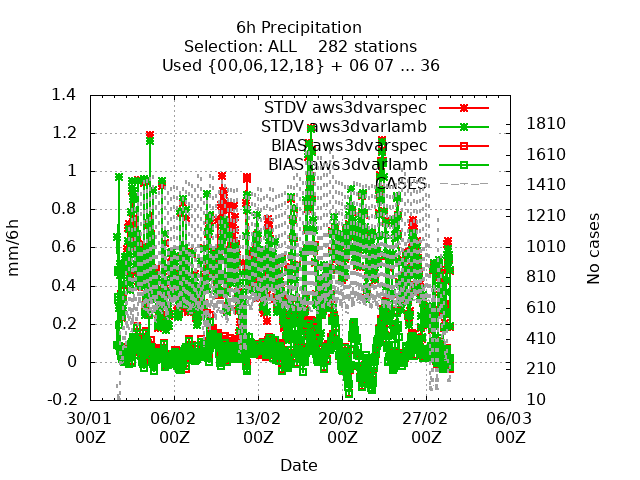 6h Precipitation
Selection: ALL    282 stations
Used {00,06,12,18} + 06 07 ... 36
STDV aws3dvarspec
STDV aws3dvarlamb
BIAS aws3dvarspec
BIAS aws3dvarlamb
CASES
1.4
1.2
1
0.8
0.6
0.4
0.2
0
-0.2
mm/6h
1810
1610
1410
1210
1010
810
610
410
210
10
No cases
30/01 06/02 13/02 20/02 27/02 06/03
00Z 00Z 00Z 00Z 00Z 00Z
Date